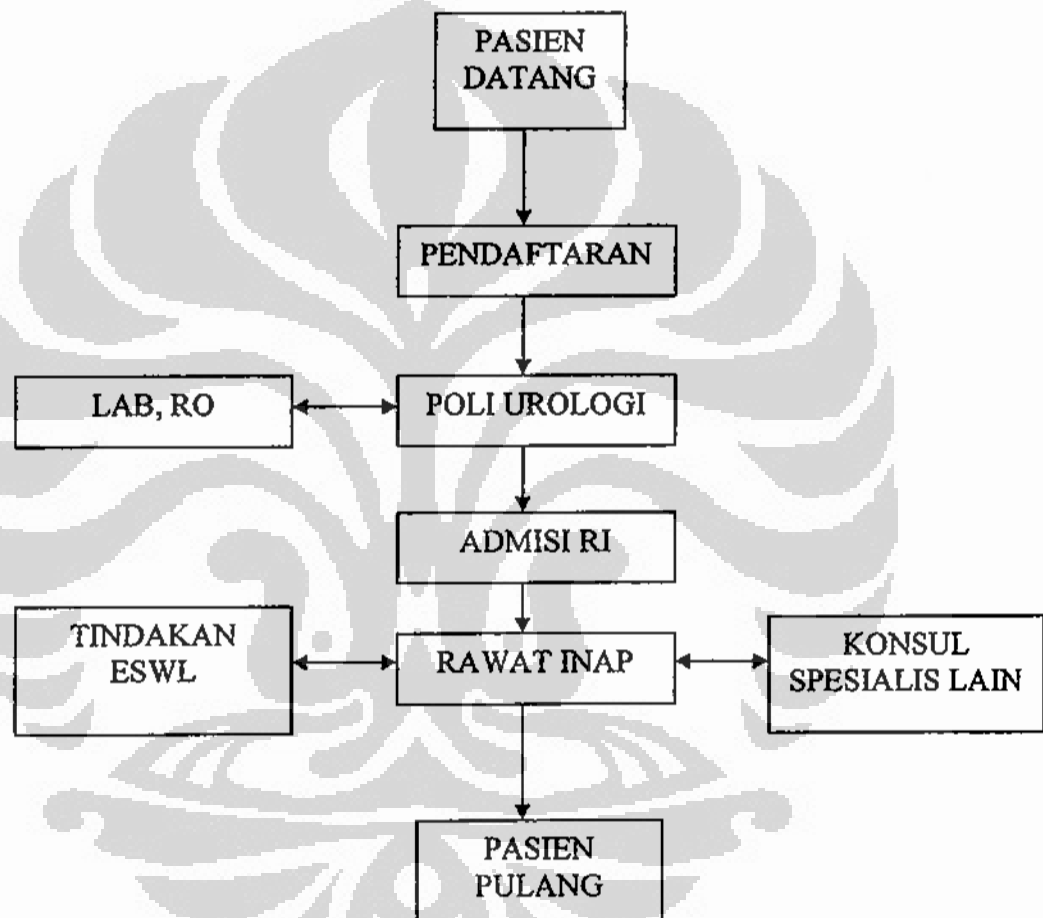 PASIEN
DATANG
PENDAFTARAN
LAB, RO
POLI UROLOGI
ADMISI RI
TINDAKAN
ESWL
RAWAT INAP
KONSUL
SPESIALIS LAIN
PASIEN
PULANG